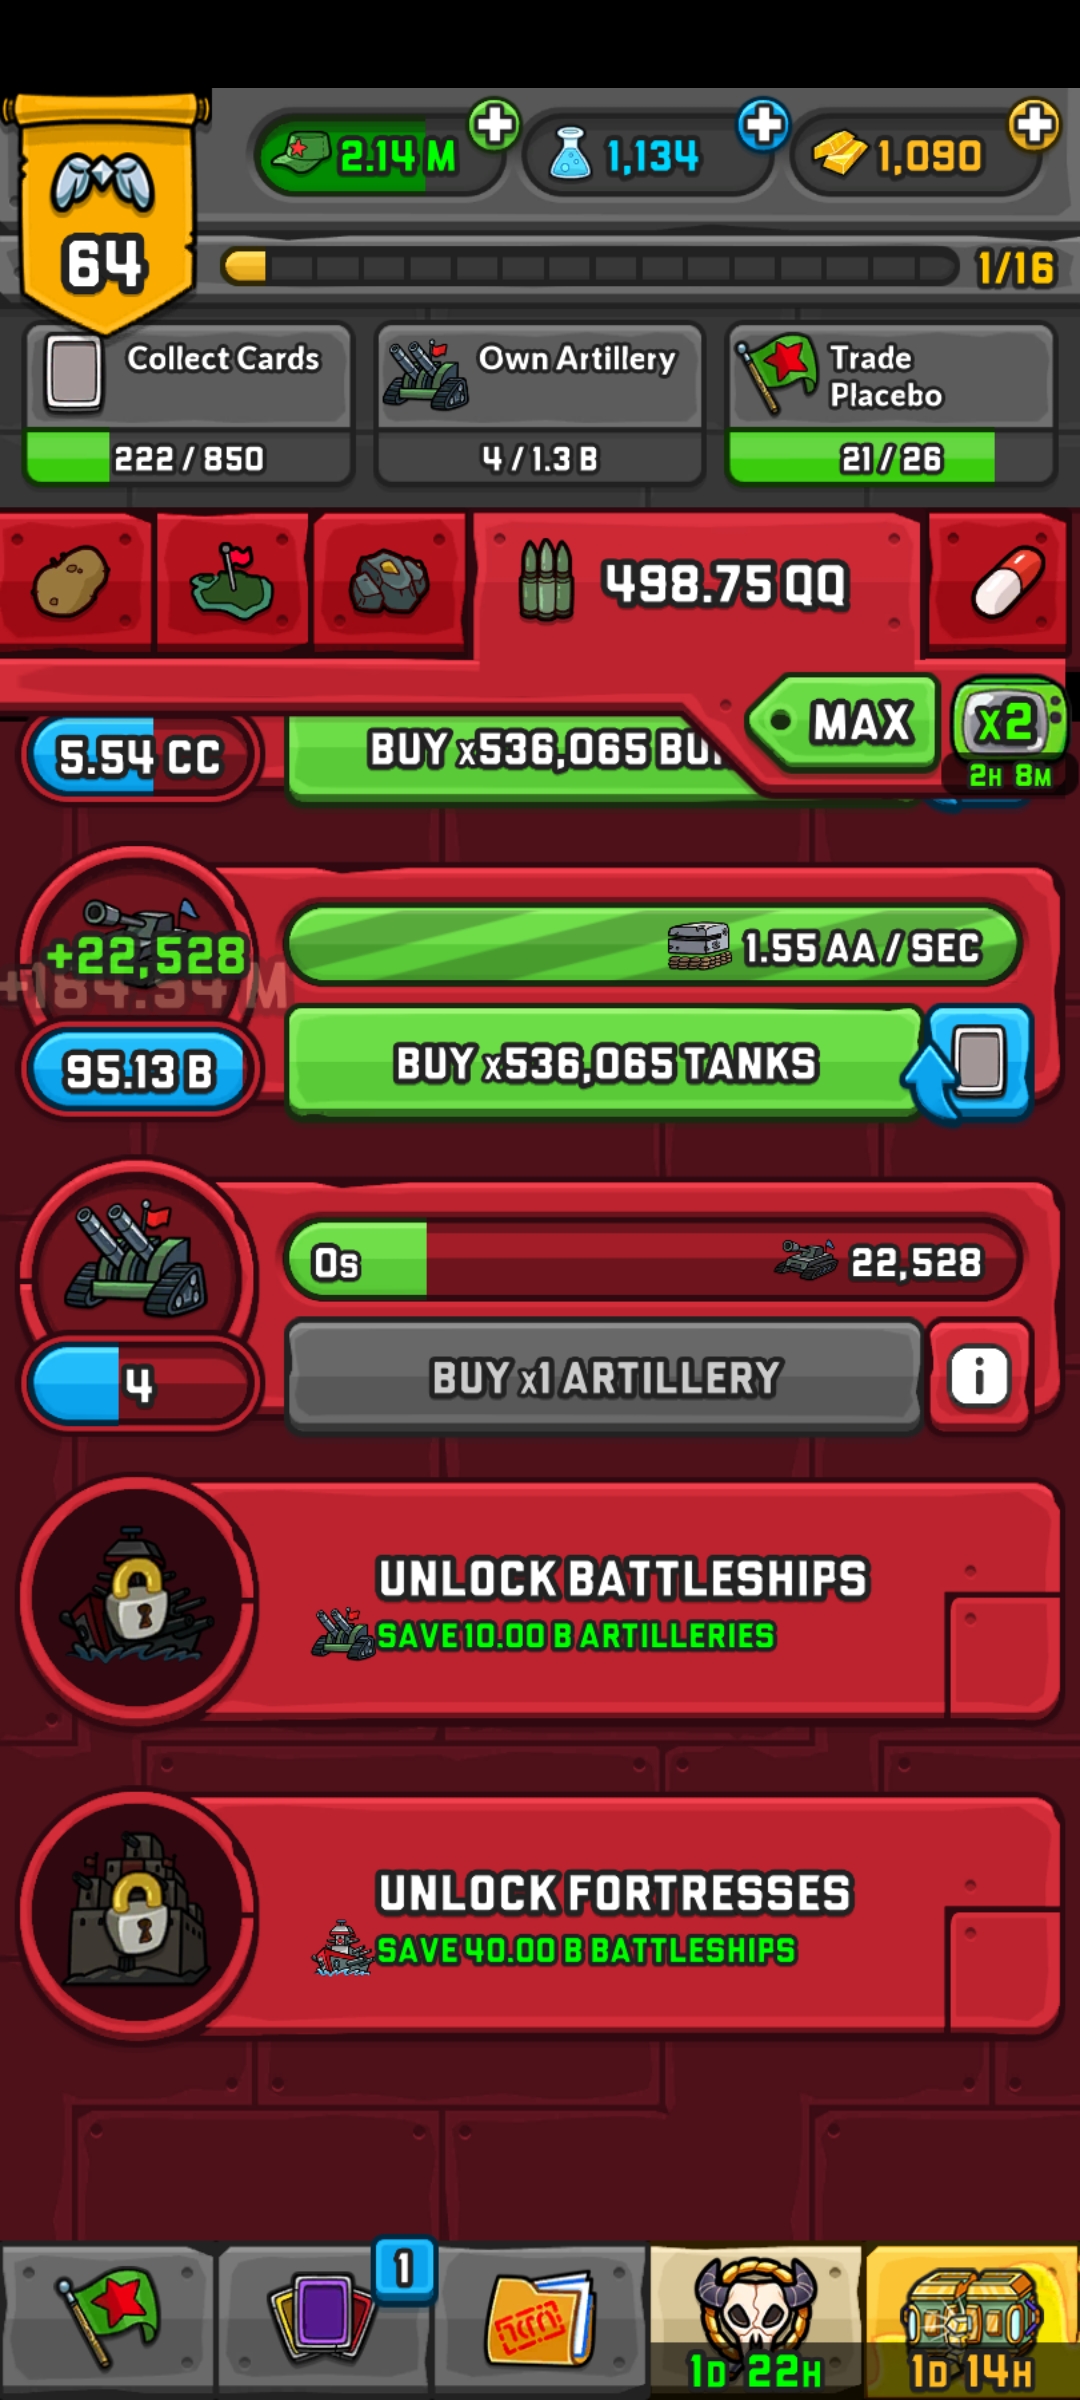 2.14 M
1,134
1,090
64
1/16
Collect Cards
222 / 850
Own Artillery
4 / 1.3 B
Trade
Placebo
21 / 26
498.75 QQ
MAX
X2
2H 8M
5.54 CC
BUY x536,065 BU
+22,528
+184.54 M
1.55 AA / SEC
95.13 B
BUY x536,065 TANKS
0s
22,528
4
BUY x1 ARTILLERY
i
UNLOCK BATTLESHIPS
SAVE 10.00 B ARTILLERIES
UNLOCK FORTRESSES
SAVE 40.00 B BATTLESHIPS
1
1D 22H
1D 14H